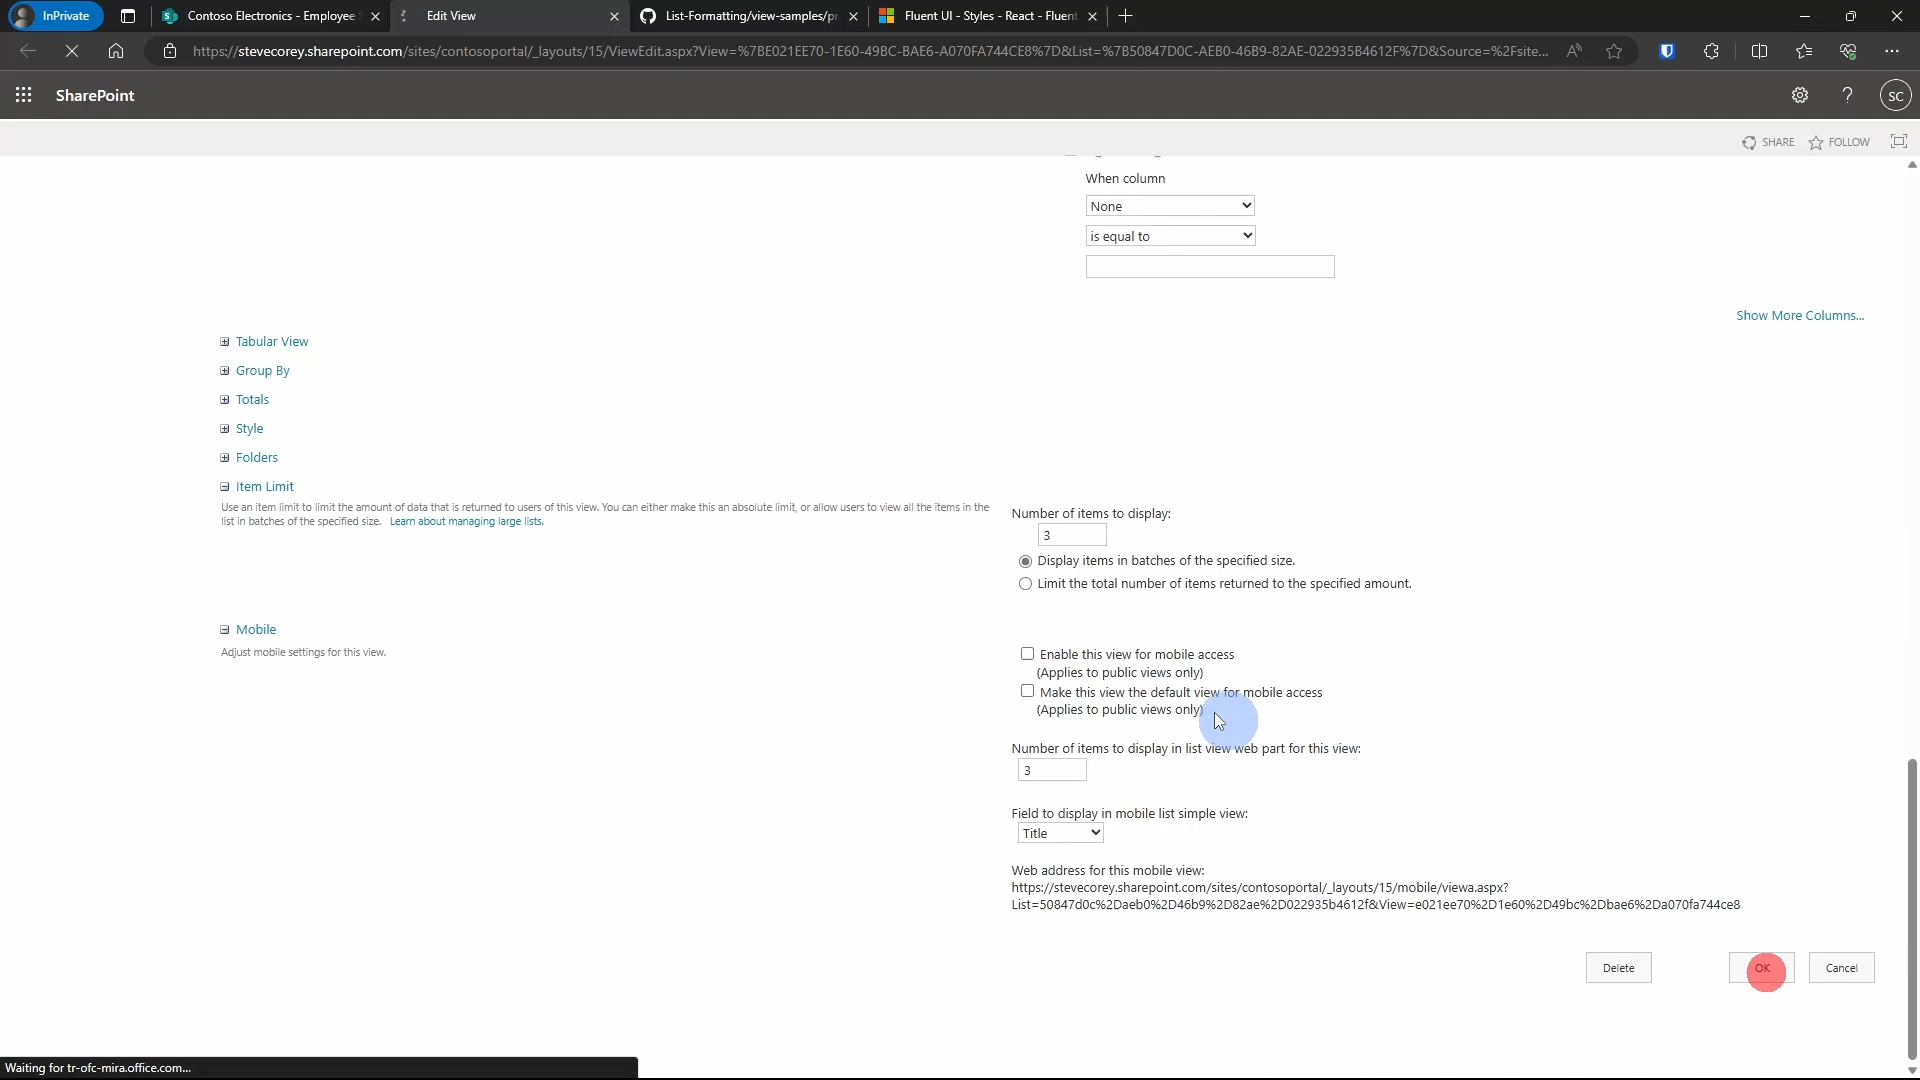 InPrivate
Contoso Electronics - Employee
Edit View
List-Formatting/view-samples/pr
Fluent UI - Styles - React - Fluent
https://stevecorey.sharepoint.com/sites/contosoportal/_layouts/15/ViewEdit.aspx?View=%7BE021EE70-1E60-49BC-BAE6-A070FA744CE8%7D&List=%7B50847D0C-AEB0-46B9-82AE-022935B4612F%7D&Source=%2Fsite...
SharePoint
SC
SHARE
FOLLOW
When column
None
is equal to
Show More Columns...
Tabular View
Group By
Totals
Style
Folders
Item Limit
Use an item limit to limit the amount of data that is returned to users of this view. You can either make this an absolute limit, or allow users to view all the items in the
list in batches of the specified size. Learn about managing large lists.
Number of items to display:
3
Display items in batches of the specified size.
Limit the total number of items returned to the specified amount.
Mobile
Adjust mobile settings for this view.
Enable this view for mobile access
(Applies to public views only)
Make this view the default view for mobile access
(Applies to public views only)
Number of items to display in list view web part for this view:
3
Field to display in mobile list simple view:
Title
Web address for this mobile view:
https://stevecorey.sharepoint.com/sites/contosoportal/_layouts/15/mobile/viewa.aspx?
List=50847d0c%2Daeb0%2D46b9%2D82ae%2D022935b4612f&View=e021ee70%2D1e60%2D49bc%2Dbae6%2Da070fa744ce8
Delete
OK
Cancel
Waiting for tr-ofc-mira.office.com...